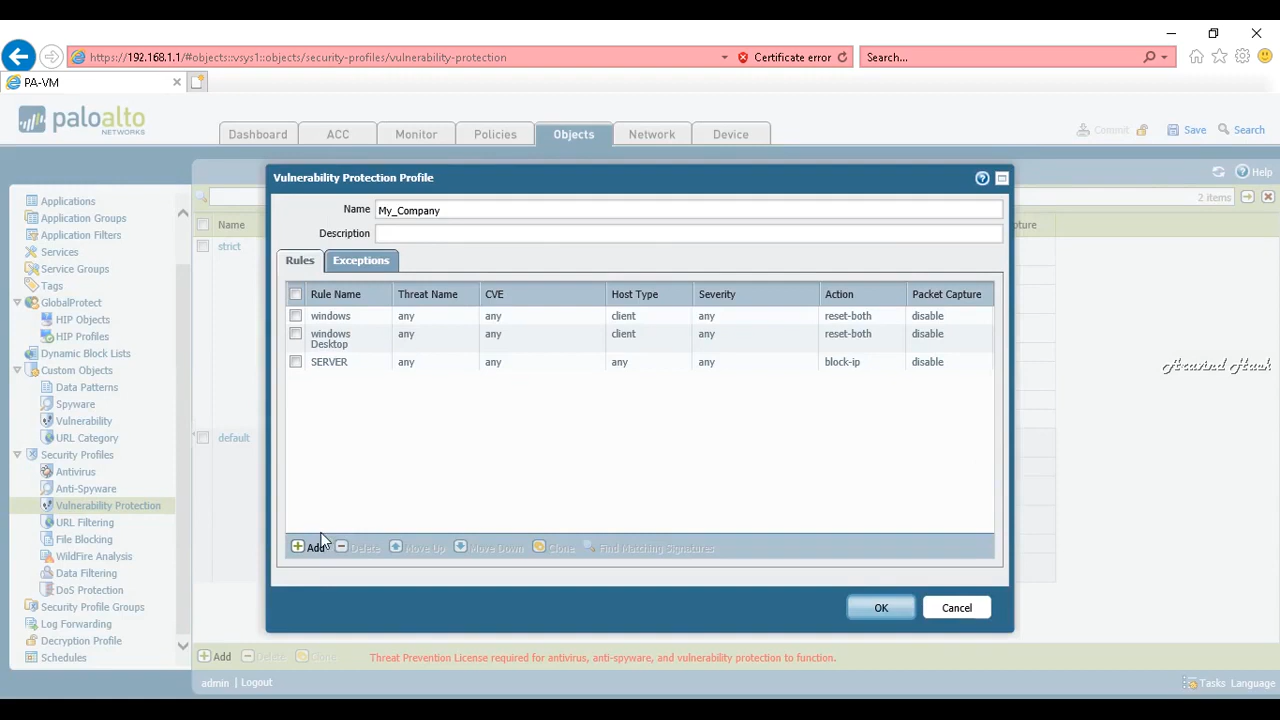 https://192.168.1.1/#objects::vsys1::objects/security-profiles/vulnerability-protection
Certificate error
Search...
PA-VM
paloalto
NETWORKS
Dashboard
ACC
Monitor
Policies
Objects
Network
Device
Commit
Save
Search
Help
Applications
Application Groups
Application Filters
Services
Service Groups
Tags
GlobalProtect
HIP Objects
HIP Profiles
Dynamic Block Lists
Custom Objects
Data Patterns
Spyware
Vulnerability
URL Category
Security Profiles
Antivirus
Anti-Spyware
Vulnerability Protection
URL Filtering
File Blocking
WildFire Analysis
Data Filtering
DoS Protection
Security Profile Groups
Log Forwarding
Decryption Profile
Schedules
2 items
Name
strict
default
Vulnerability Protection Profile
Name My_Company
Description
Rules Exceptions
Rule Name Threat Name CVE Host Type Severity Action Packet Capture
windows any any client any reset-both disable
windows Desktop any any client any reset-both disable
SERVER any any any any block-ip disable
Add Delete Move Up Move Down Clone Find Matching Signatures
OK Cancel
Aravind Hack
Add Delete Clone Threat Prevention License required for antivirus, anti-spyware, and vulnerability protection to function.
admin | Logout
Tasks Language